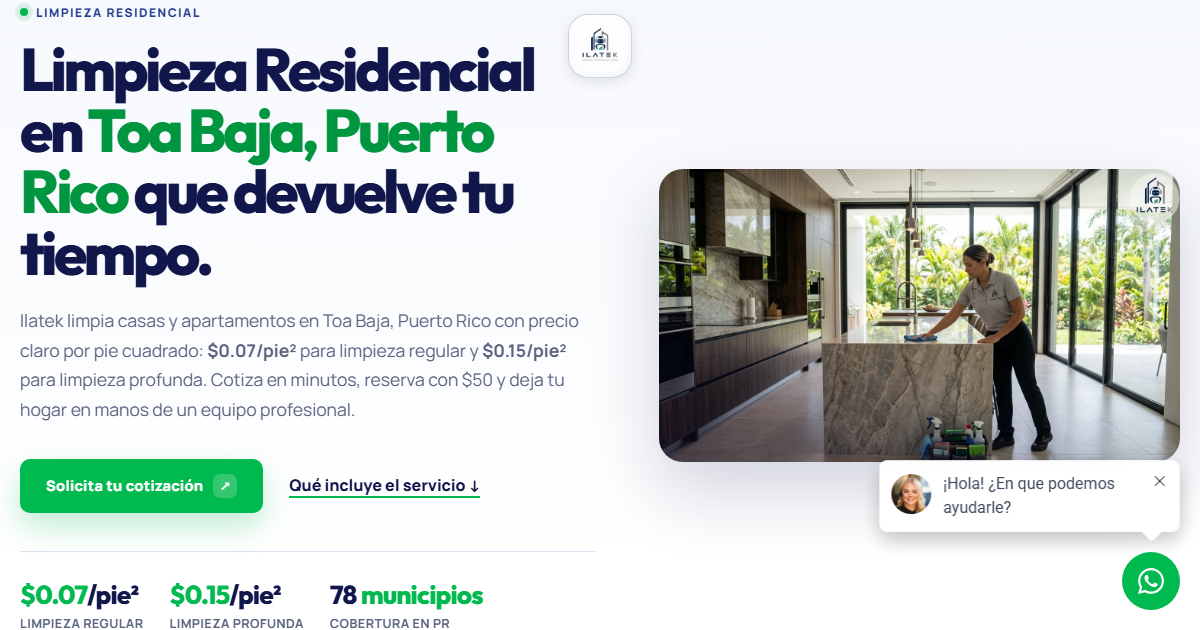 LIMPIEZA RESIDENCIAL
ILATEK
Limpieza Residencial
en Toa Baja, Puerto
Rico que devuelve tu
tiempo.
Ilatek limpia casas y apartamentos en Toa Baja, Puerto Rico con precio
claro por pie cuadrado: $0.07/pie² para limpieza regular y $0.15/pie²
para limpieza profunda. Cotiza en minutos, reserva con $50 y deja tu
hogar en manos de un equipo profesional.
Solicita tu cotización ↗
Qué incluye el servicio ↓
ILATEK
¡Hola! ¿En que podemos
ayudarle?
$0.07/pie² $0.15/pie² 78 municipios
LIMPIEZA REGULAR LIMPIEZA PROFUNDA COBERTURA EN PR